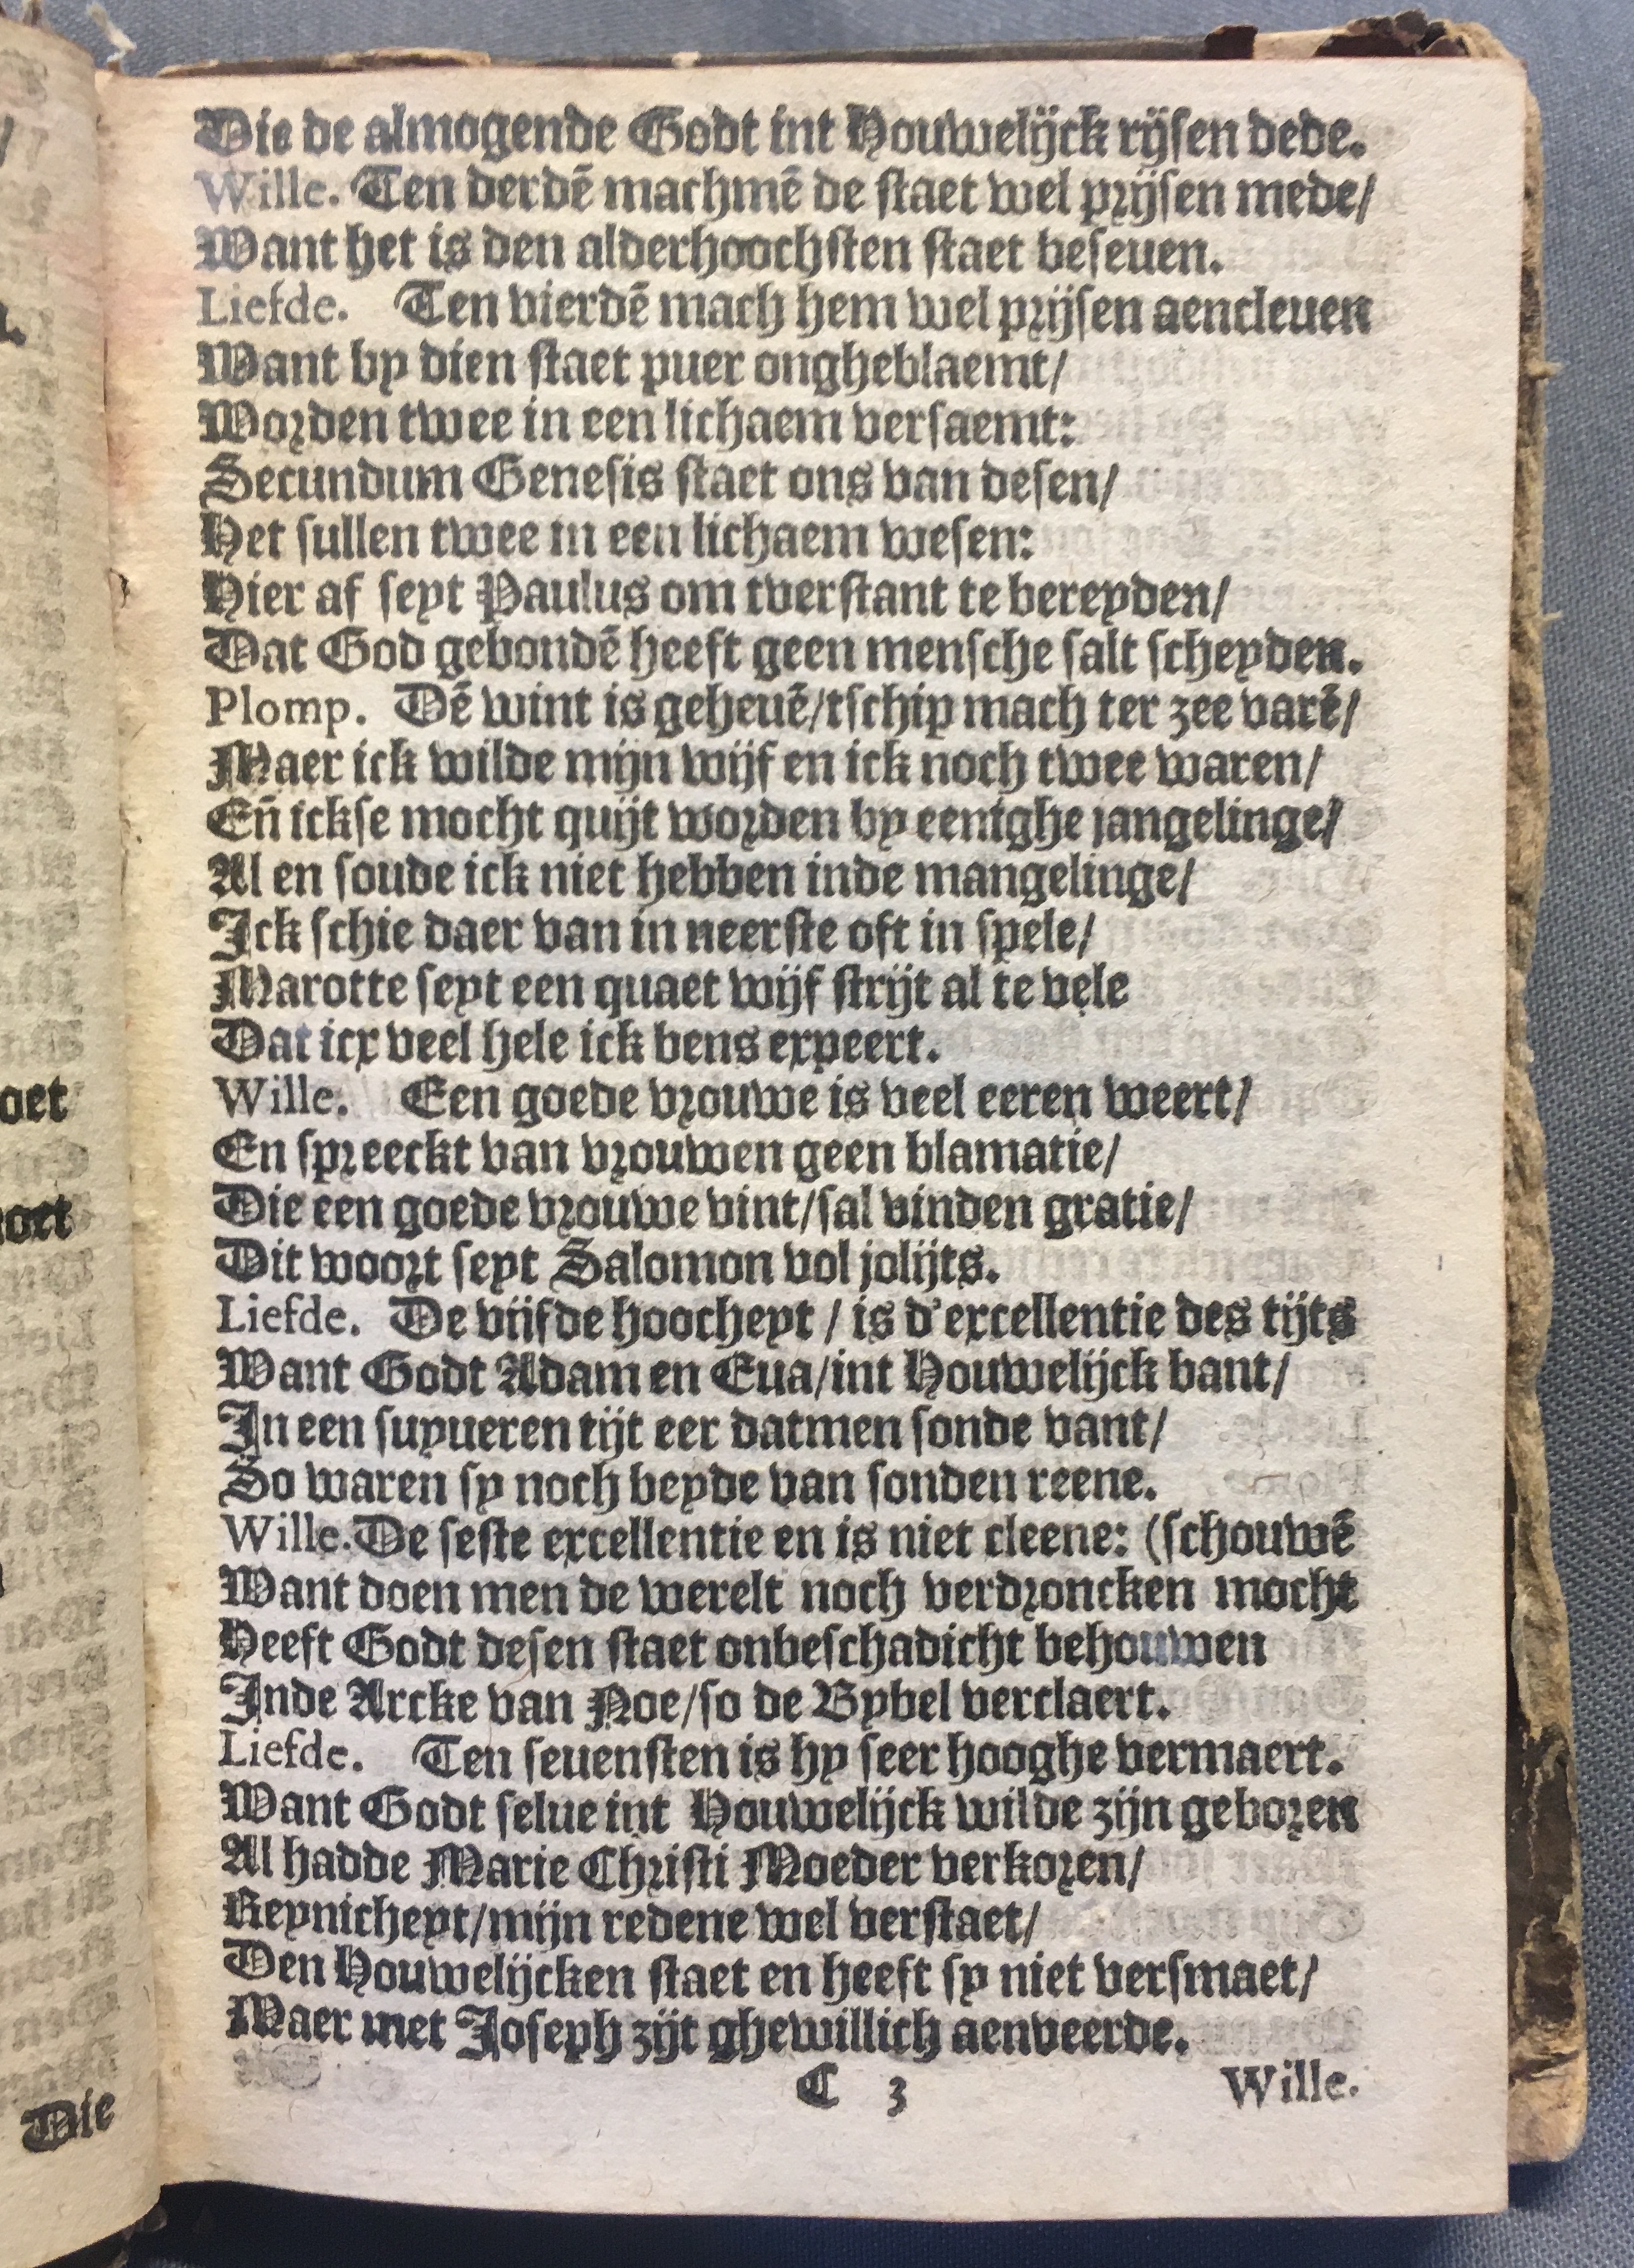 Die de almogende Godt int Houwelijck rijsen dede.
Wille. Ten derdē machmē de staet wel prijsen mede/
Want het is den alderhoochsten staet beseuen.
Liefde. Ten vierdē mach hem wel prijsen aencleuen
Want by dien staet puer ongheblaemt/
Worden twee in een lichaem versaemt:
Secundum Genesis staet ons van desen/
Het sullen twee in een lichaem wesen:
Hier af seyt Paulus om tverstant te bereyden/
Dat God gebondē heeft geen mensche salt scheyden.
Plomp. Dē wint is geheuē/tschip mach ter zee varē/
Maer ick wilde mijn wijf en ick noch twee waren/
Eñ ickse mocht quijt worden by eenighe jangelinge/
Al en soude ick niet hebben inde mangelinge/
Ick schie daer van in neerste oft in spele/
Marotte seyt een quaet wijf strijt al te vele
Dat icx veel hele ick bens expeert.
Wille. Een goede vrouwe is veel eeren weert/
En spreeckt van vrouwen geen blamatie/
Die een goede vrouwe vint/sal vinden gratie/
Dit woort seyt Salomon vol jolijts.
Liefde. De vijfde hoocheyt / is d'excellentie des tijts
Want Godt Adam en Eua/int Houwelijck bant/
In een suyueren tijt eer datmen sonde vant/
So waren sy noch beyde van sonden reene.
Wille. De seste excellentie en is niet cleene: (schouwē
Want doen men de werelt noch verdroncken mocht
Heeft Godt desen staet onbeschadicht behouwen
Inde Arcke van Noe/so de Bybel verclaert.
Liefde. Ten seuensten is hy seer hooghe vermaert.
Want Godt selue int Houwelijck wilde zijn geboren
Al hadde Marie Christi Moeder verkoren/
Reynicheyt/mijn redene wel verstaet/
Den Houwelijcken staet en heeft sy niet versmaet/
Maer met Joseph zijt ghewillich aenveerde.
C 3 Wille.
oet
oet
Die